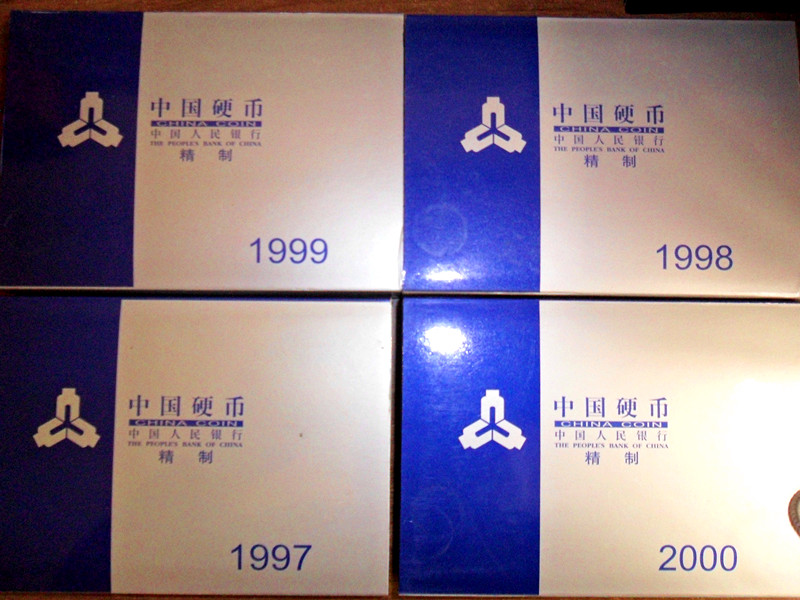 中国硬币
CHINA COIN
中国人民银行
THE PEOPLE'S BANK OF CHINA
精 制
1999
中国硬币
CHINA COIN
中国人民银行
THE PEOPLE'S BANK OF CHINA
精 制
1998
中国硬币
CHINA COIN
中国人民银行
THE PEOPLE'S BANK OF CHINA
精 制
1997
中国硬币
CHINA COIN
中国人民银行
THE PEOPLE'S BANK OF CHINA
精 制
2000